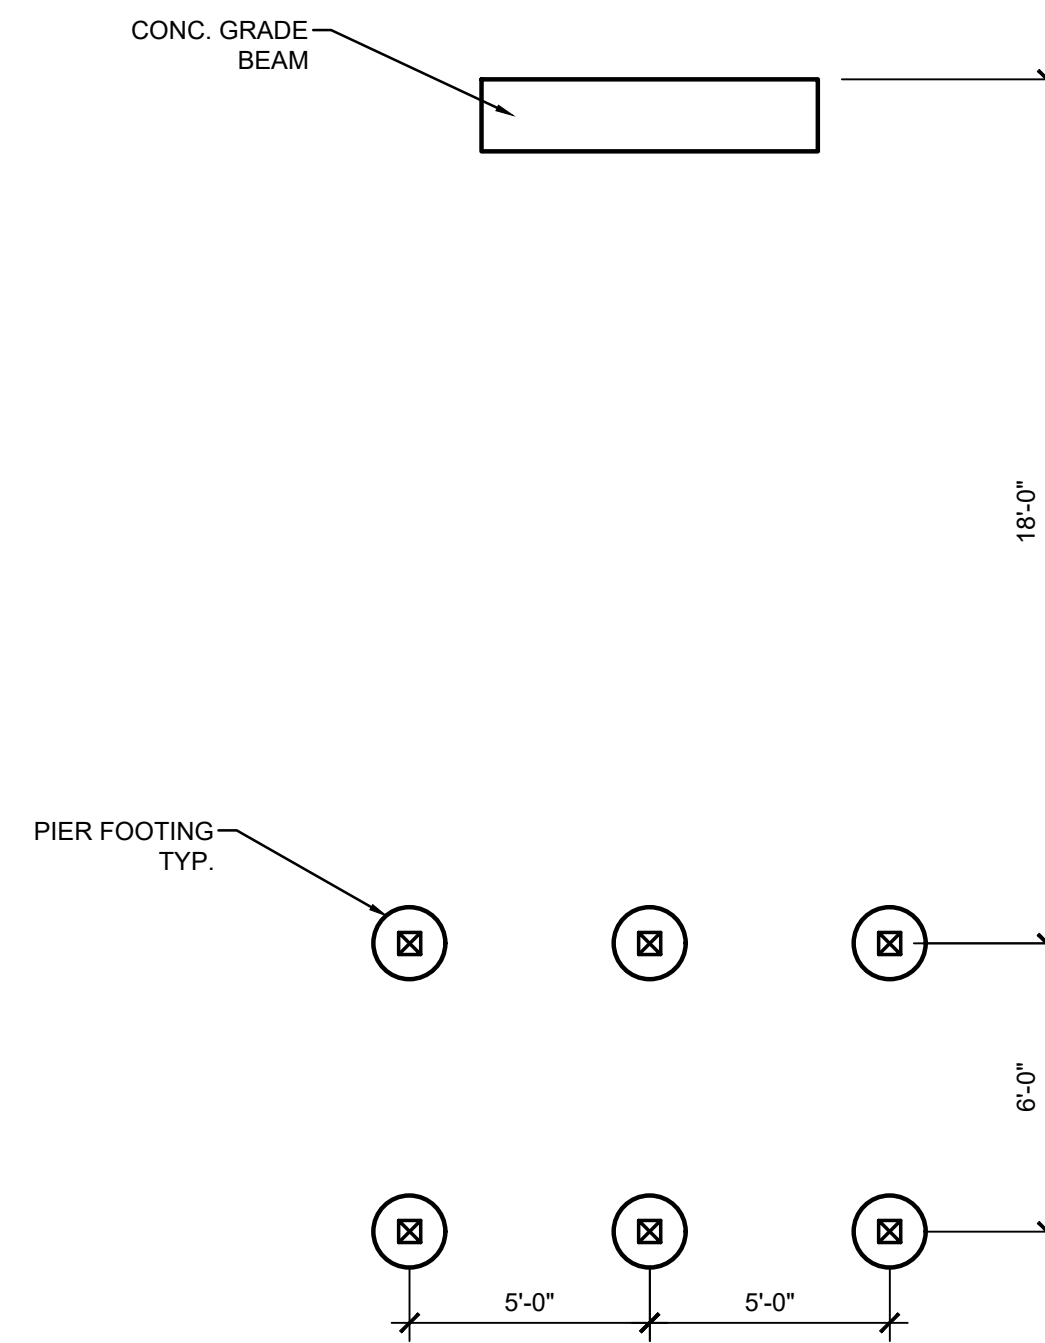 CONC. GRADE
BEAM
18'-0"
PIER FOOTING
TYP.
6'-0"
5'-0" 5'-0"